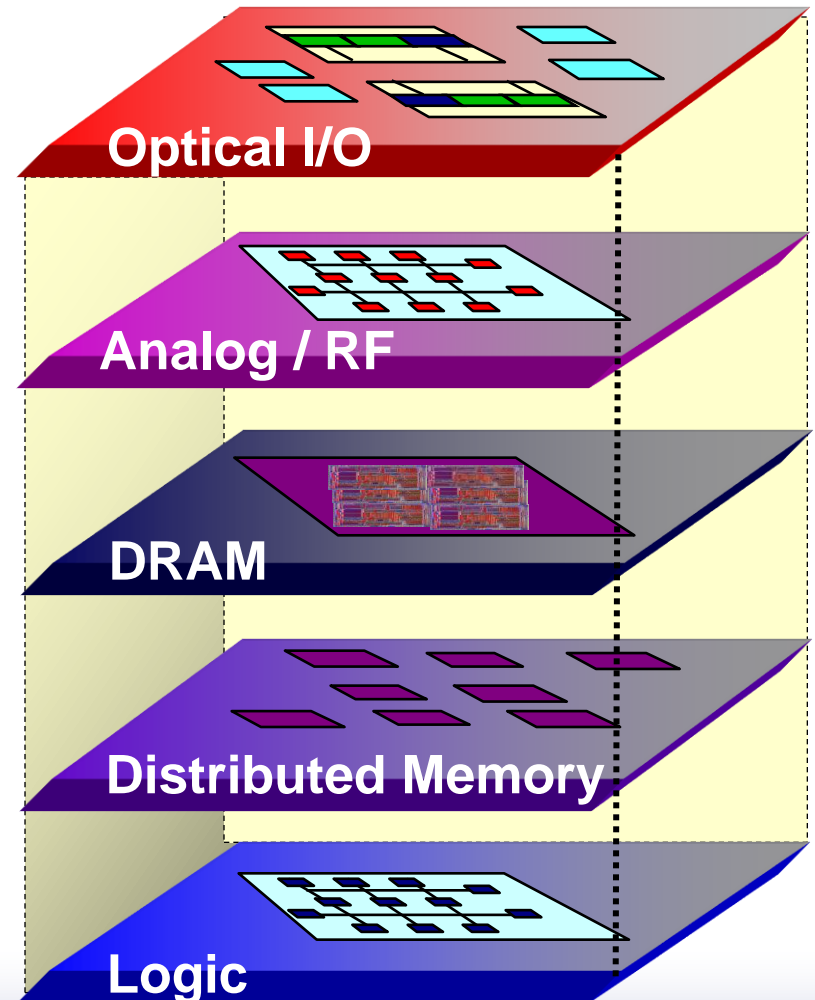 Optical I/O
Analog / RF
DRAM
Distributed Memory
Logic